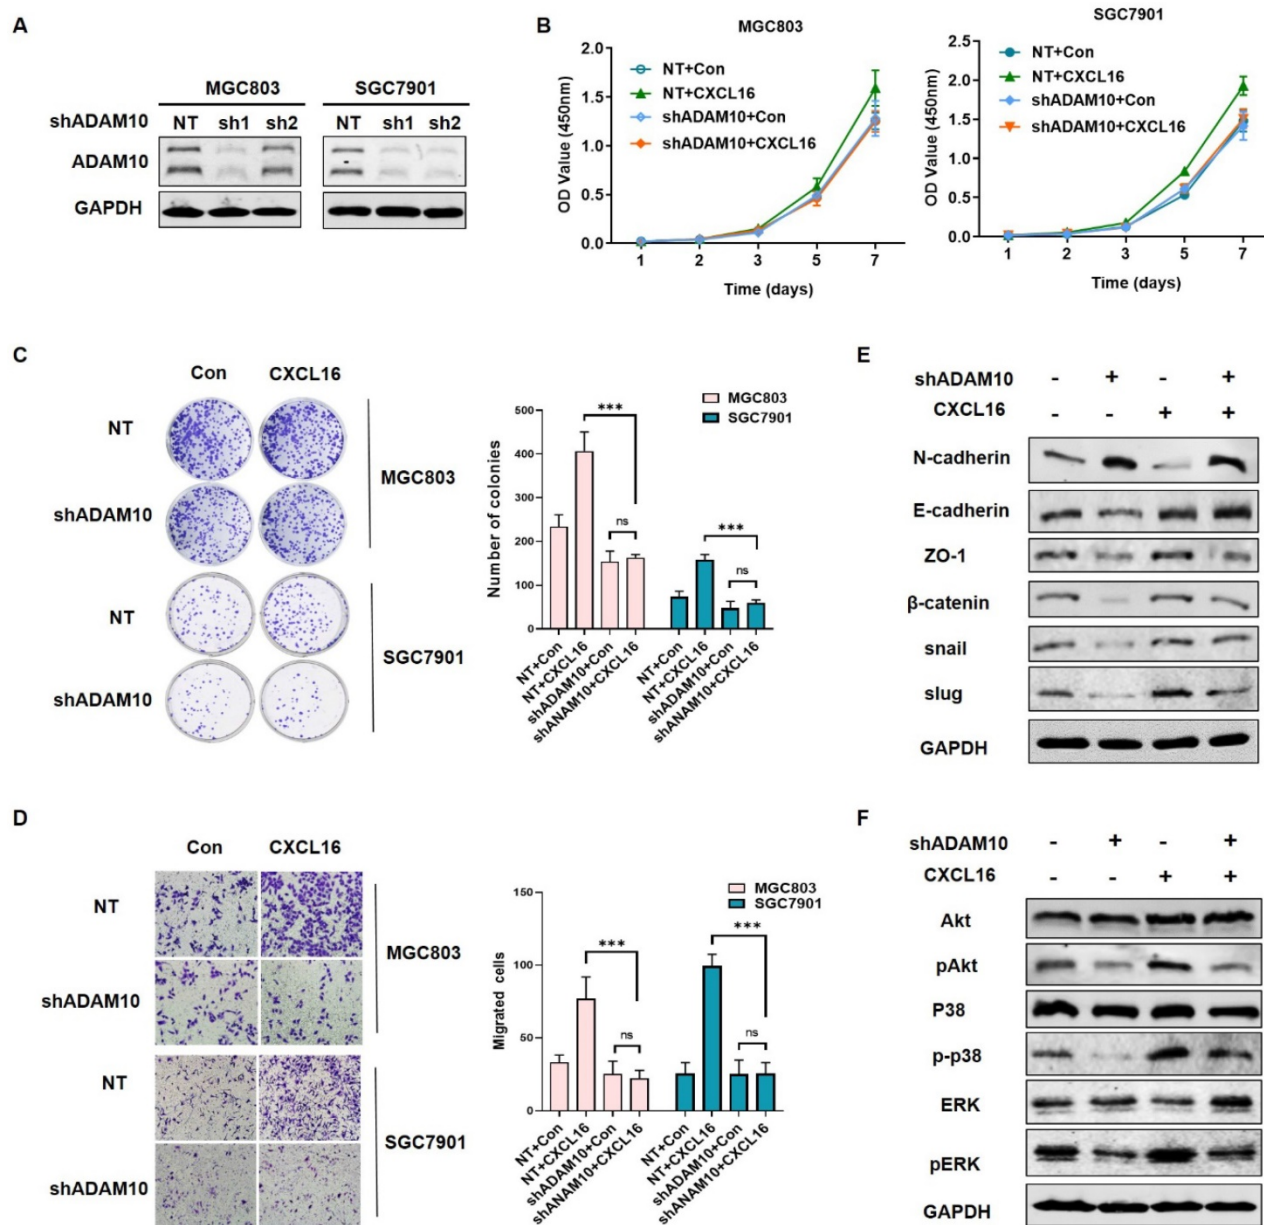 A
MGC803 SGC7901
shADAM10 NT sh1 sh2 NT sh1 sh2
ADAM10
GAPDH
B
MGC803
2.0
1.5
1.0
0.5
0.0
OD Value (450nm)
NT+Con
NT+CXCL16
shADAM10+Con
shADAM10+CXCL16
1 2 3 5 7
Time (days)
SGC7901
2.5
2.0
1.5
1.0
0.5
0.0
OD Value (450nm)
NT+Con
NT+CXCL16
shADAM10+Con
shADAM10+CXCL16
1 2 3 5 7
Time (days)
C
Con CXCL16
NT
shADAM10
MGC803
NT
shADAM10
SGC7901
MGC803
SGC7901
500
400
300
200
100
0
Number of colonies
*** ns *** ns
NT+Con
NT+CXCL16
shADAM10+Con
shANAM10+CXCL16
NT+Con
NT+CXCL16
shADAM10+Con
shANAM10+CXCL16
D
Con CXCL16
NT
shADAM10
MGC803
NT
shADAM10
SGC7901
MGC803
SGC7901
150
100
50
0
Migrated cells
*** ns *** ns
NT+Con
NT+CXCL16
shADAM10+Con
shANAM10+CXCL16
NT+Con
NT+CXCL16
shADAM10+Con
shANAM10+CXCL16
E
shADAM10 - + - +
CXCL16 - - + +
N-cadherin
E-cadherin
ZO-1
β-catenin
snail
slug
GAPDH
F
shADAM10 - + - +
CXCL16 - - + +
Akt
pAkt
P38
p-p38
ERK
pERK
GAPDH